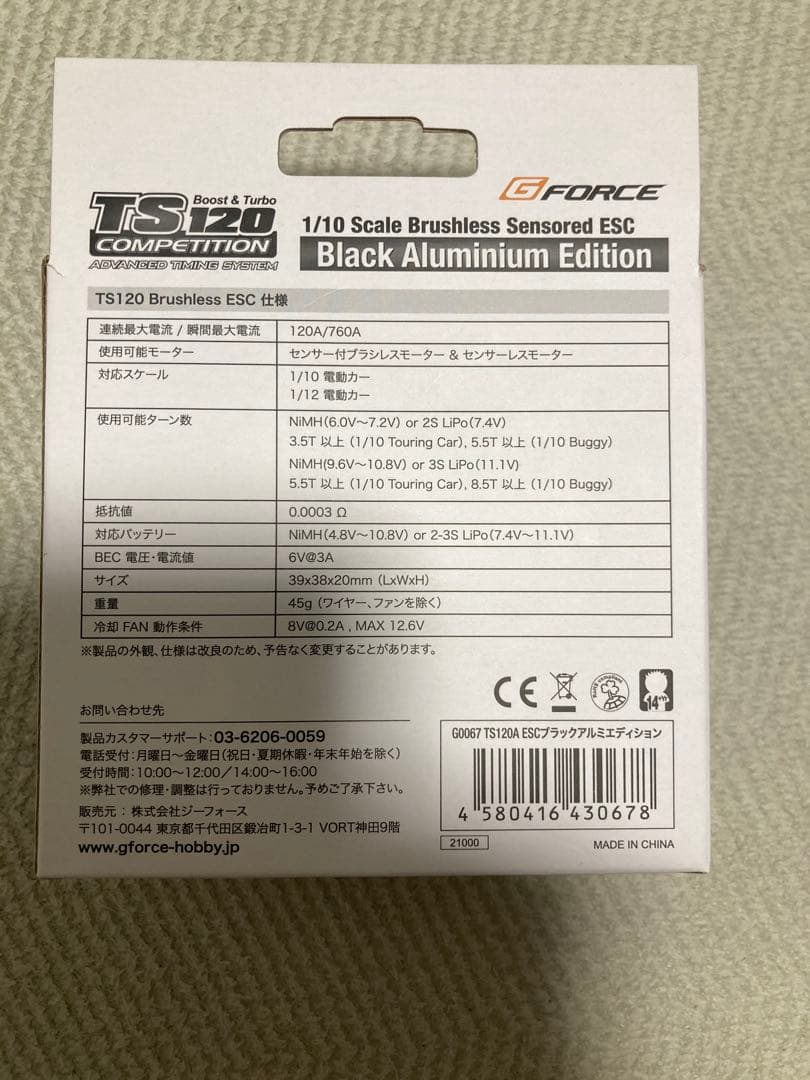 Boost & Turbo
TS120
COMPETITION
ADVANCED TIMING SYSTEM
GFORCE
1/10 Scale Brushless Sensored ESC
Black Aluminium Edition
TS120 Brushless ESC 仕様
連続最大電流 / 瞬間最大電流 120A/760A
使用可能モーター センサー付ブラシレスモーター & センサーレスモーター
対応スケール 1/10 電動カー
1/12 電動カー
使用可能ターン数 NiMH(6.0V〜7.2V) or 2S LiPo(7.4V)
3.5T 以上 (1/10 Touring Car), 5.5T 以上 (1/10 Buggy)
NiMH(9.6V〜10.8V) or 3S LiPo(11.1V)
5.5T 以上 (1/10 Touring Car), 8.5T 以上 (1/10 Buggy)
抵抗値 0.0003 Ω
対応バッテリー NiMH(4.8V〜10.8V) or 2-3S LiPo(7.4V〜11.1V)
BEC 電圧・電流値 6V@3A
サイズ 39x38x20mm (LxWxH)
重量 45g (ワイヤー、ファンを除く)
冷却 FAN 動作条件 8V@0.2A , MAX 12.6V
※製品の外観、仕様は改良のため、予告なく変更することがあります。
CE
RoHS compliant
14+
お問い合わせ先
製品カスタマーサポート：03-6206-0059
電話受付：月曜日〜金曜日（祝日・夏期休暇・年末年始を除く）
受付時間：10:00〜12:00／14:00〜16:00
※弊社での修理・調整は行っておりません。予めご了承下さい。
販売元 ： 株式会社ジーフォース
〒101-0044 東京都千代田区鍛冶町1-3-1 VORT神田9階
www.gforce-hobby.jp
G0067 TS120A ESCブラックアルミエディション
4 580416 430678
21000
MADE IN CHINA